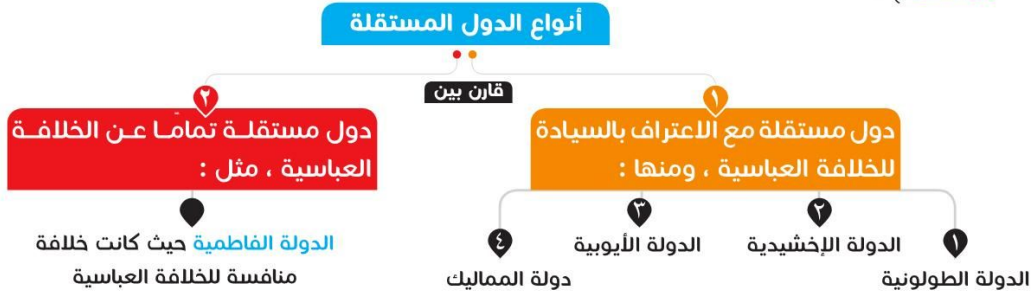 أنواع الدول المستقلة
قارن بين
١
دول مستقلة مع الاعتراف بالسيادة
للخلافة العباسية ، ومنها :
١
الدولة الطولونية
٢
الدولة الإخشيدية
٣
الدولة الأيوبية
٤
دولة المماليك
٢
دول مستقلة تمامًا عن الخلافة
العباسية ، مثل :
الدولة الفاطمية حيث كانت خلافة
منافسة للخلافة العباسية